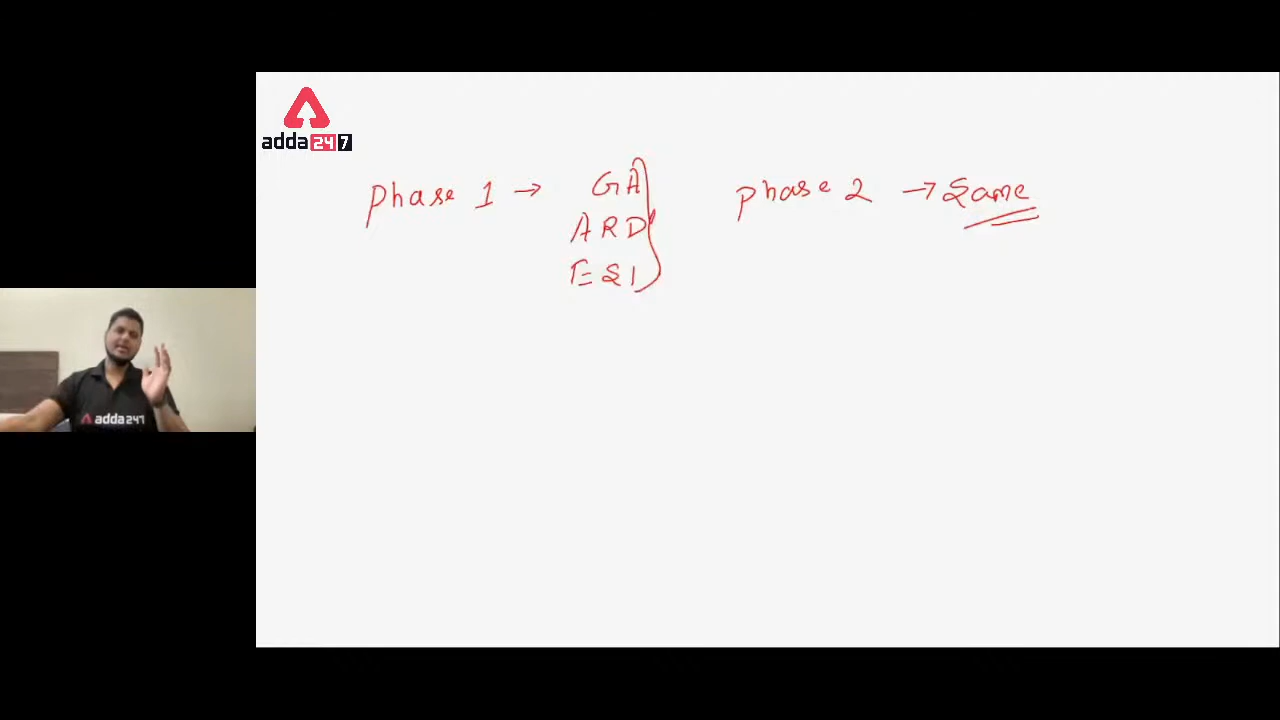 adda247
Phase 1 → GA
ARD
ESI
Phase 2 → Same
adda247